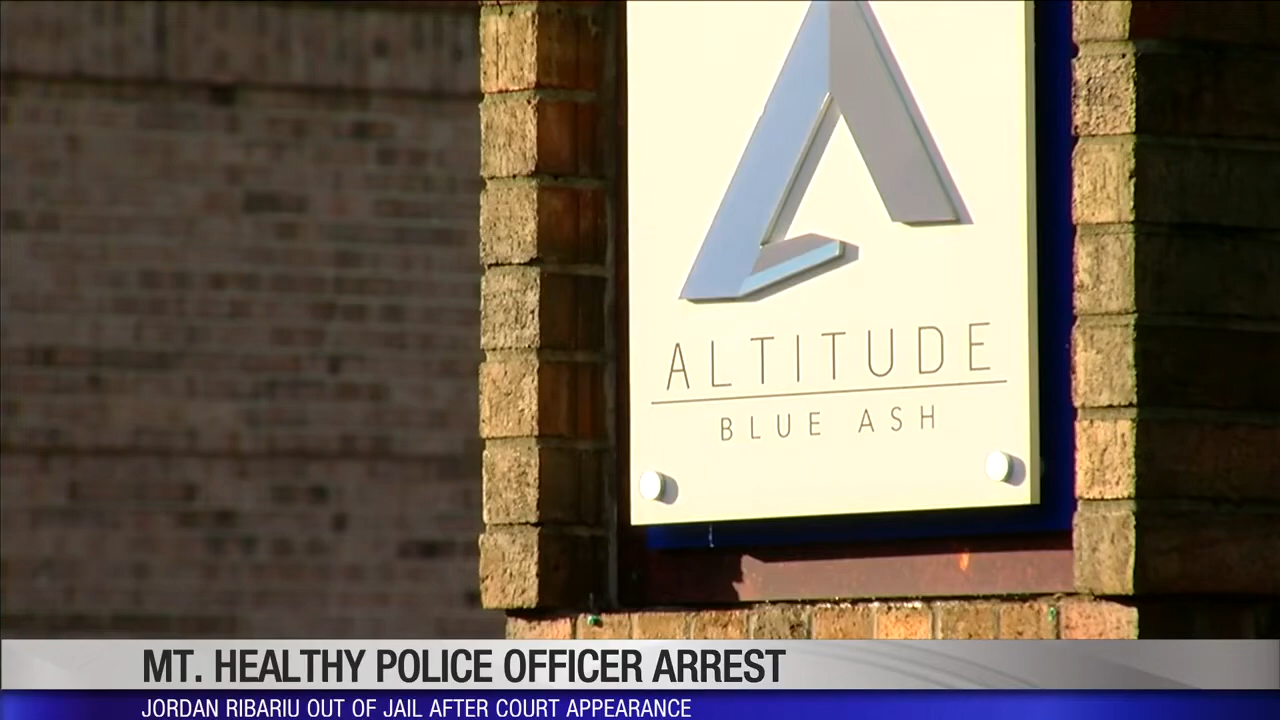 ALTITUDE
BLUE ASH
MT. HEALTHY POLICE OFFICER ARREST
JORDAN RIBARIU OUT OF JAIL AFTER COURT APPEARANCE